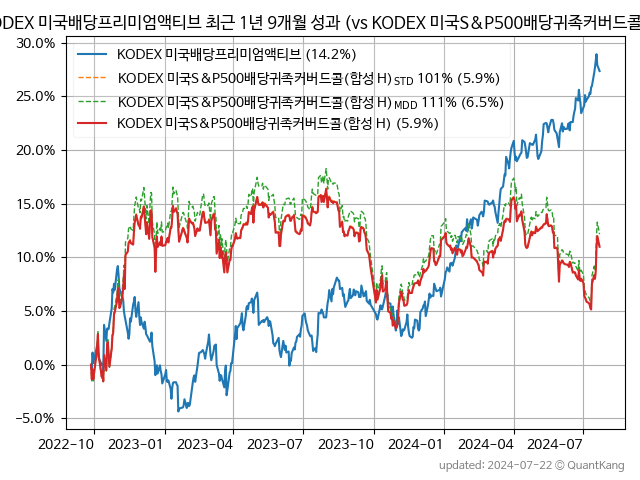 ODEX 미국배당프리미엄액티브 최근 1년 9개월 성과 (vs KODEX 미국S&P500배당귀족커버드콜
30.0%
25.0%
20.0%
15.0%
10.0%
5.0%
0.0%
−5.0%
KODEX 미국배당프리미엄액티브 (14.2%)
KODEX 미국S&P500배당귀족커버드콜(합성 H) STD 101% (5.9%)
KODEX 미국S&P500배당귀족커버드콜(합성 H) MDD 111% (6.5%)
KODEX 미국S&P500배당귀족커버드콜(합성 H) (5.9%)
2022-10 2023-01 2023-04 2023-07 2023-10 2024-01 2024-04 2024-07
updated: 2024-07-22 © QuantKang